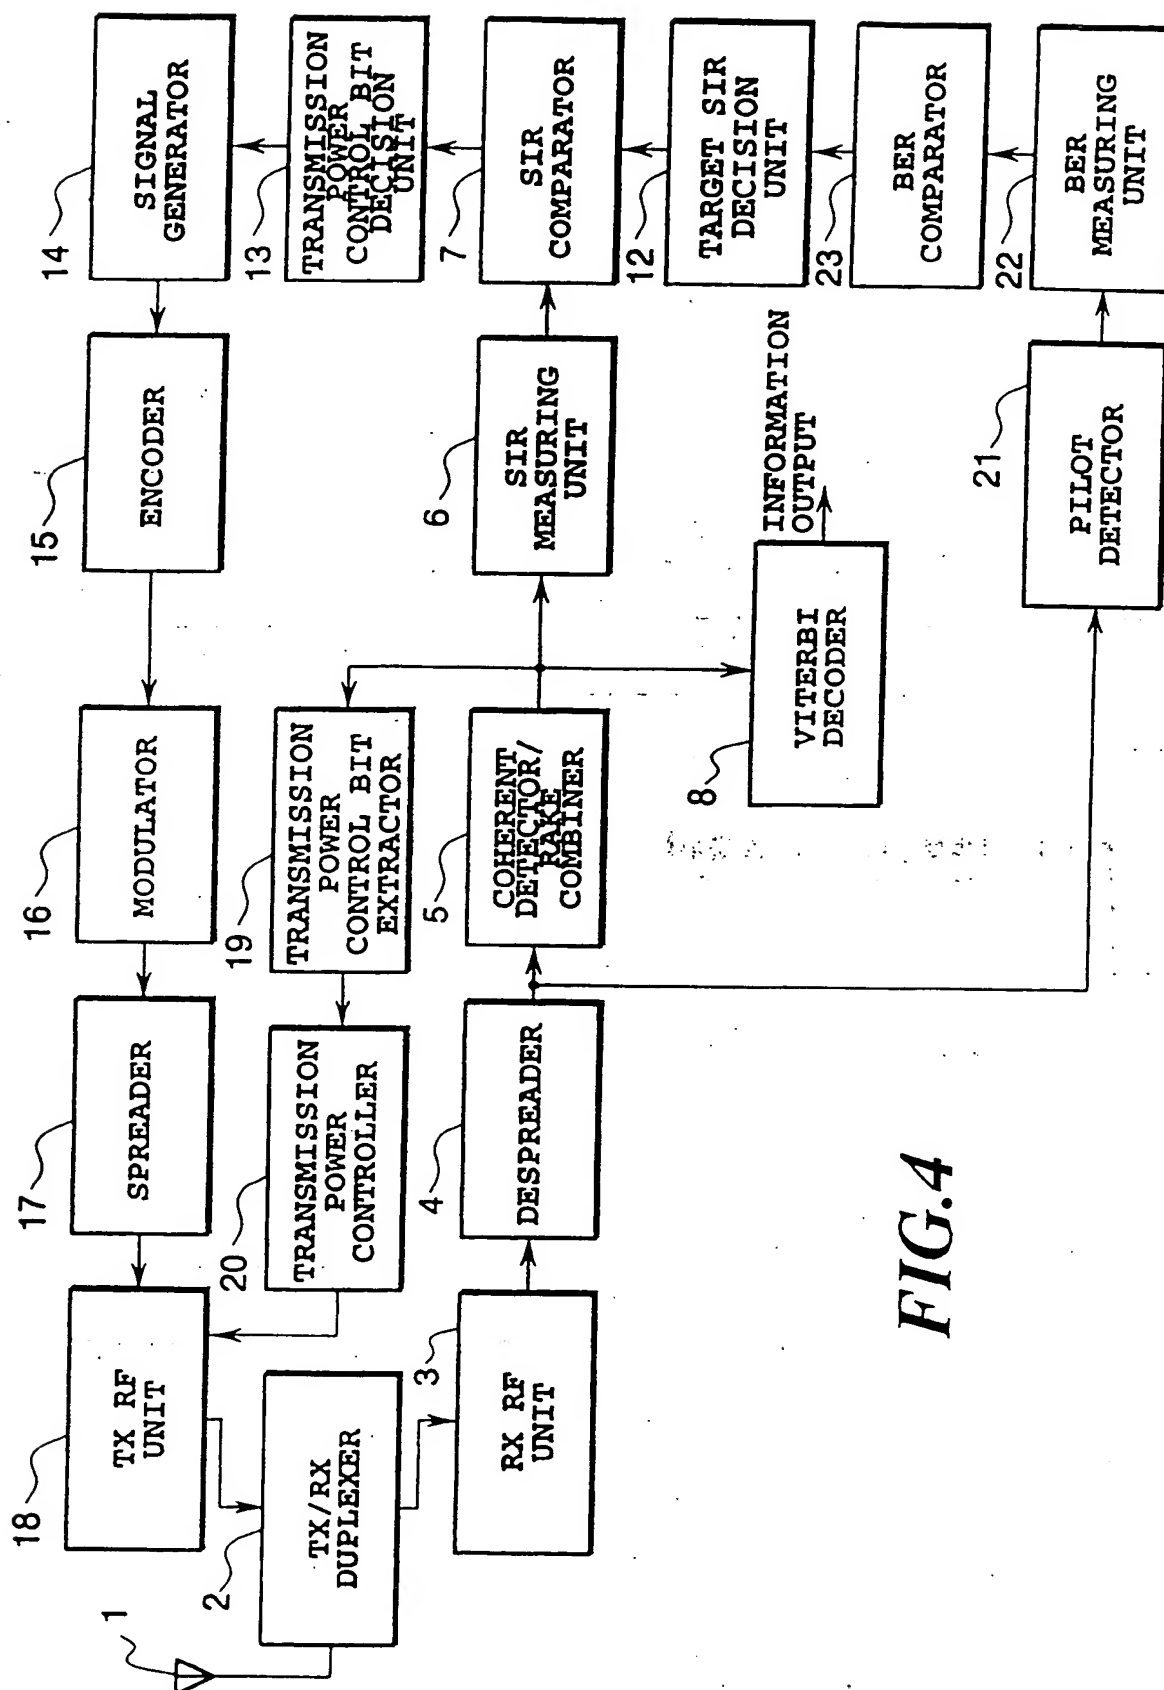 1
2
TX/RX
DUPLEXER
18
TX RF
UNIT
17
SPREADER
16
MODULATOR
15
ENCODER
14
SIGNAL
GENERATOR
20
TRANSMISSION
POWER
CONTROLLER
19
TRANSMISSION
POWER
CONTROL BIT
EXTRACTOR
13
TRANSMISSION
POWER
CONTROL BIT
DECISION
UNIT
3
RX RF
UNIT
4
DESPREADER
5
COHERENT
DETECTOR/
RAKE
COMBINER
6
SIR
MEASURING
UNIT
7
SIR
COMPARATOR
12
TARGET SIR
DECISION
UNIT
8
VITERBI
DECODER
INFORMATION
OUTPUT
23
BER
COMPARATOR
21
PILOT
DETECTOR
22
BER
MEASURING
UNIT
FIG.4